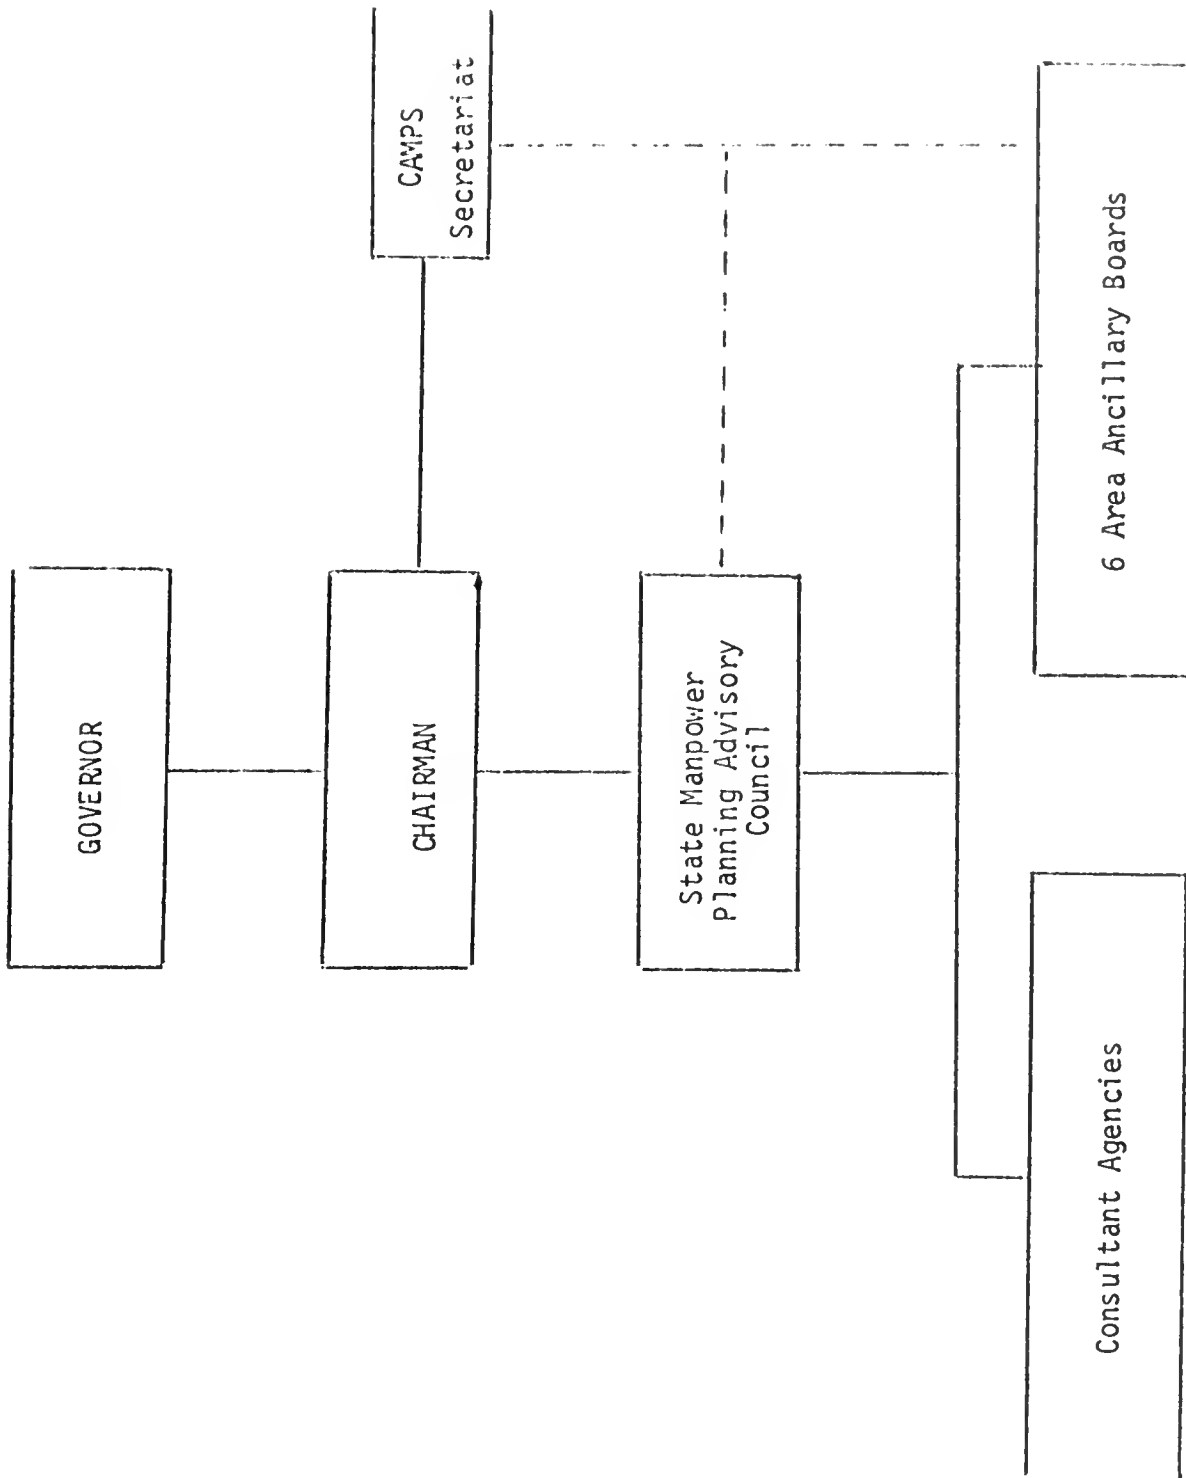 GOVERNOR
CHAIRMAN
CAMPS
Secretariat
State Manpower
Planning Advisory
Council
Consultant Agencies
6 Area Ancillary Boards